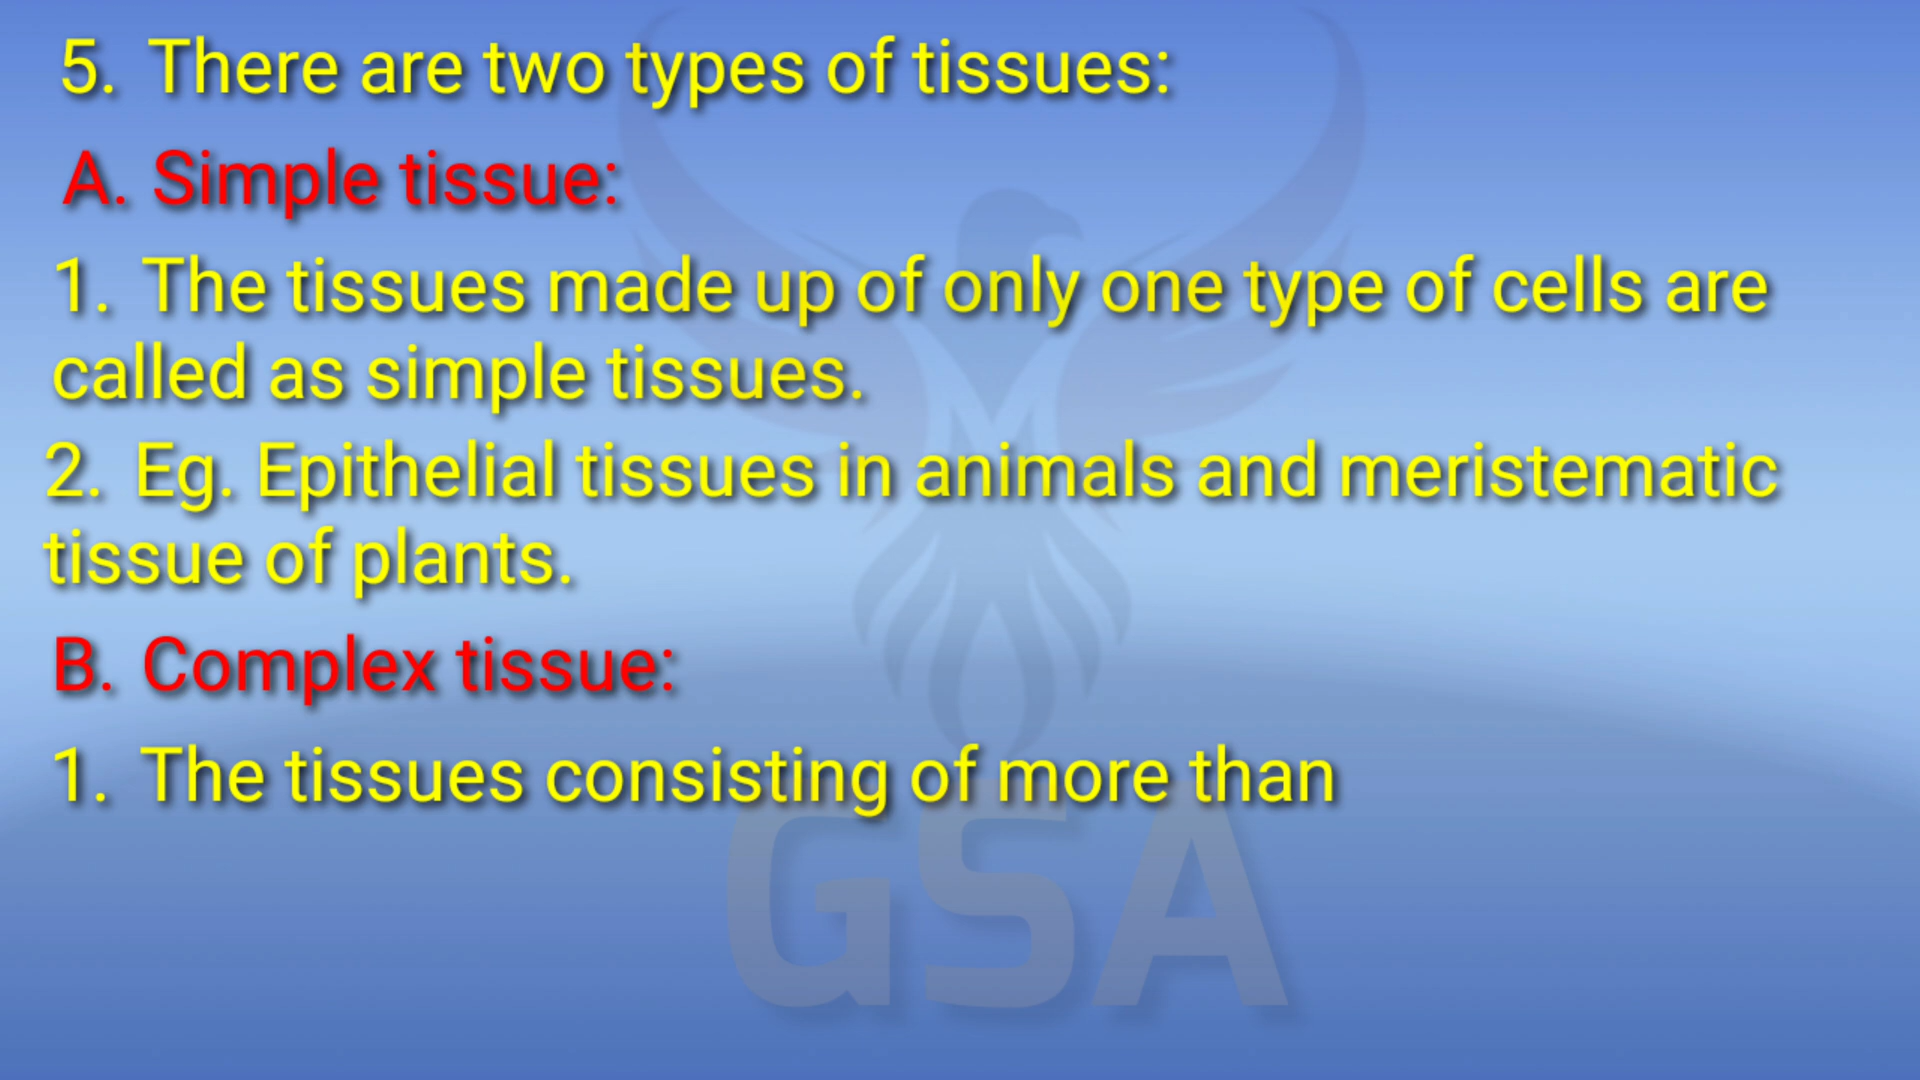 5. There are two types of tissues:
A. Simple tissue:
1. The tissues made up of only one type of cells are
called as simple tissues.
2. Eg. Epithelial tissues in animals and meristematic
tissue of plants.
B. Complex tissue:
1. The tissues consisting of more than
GSA